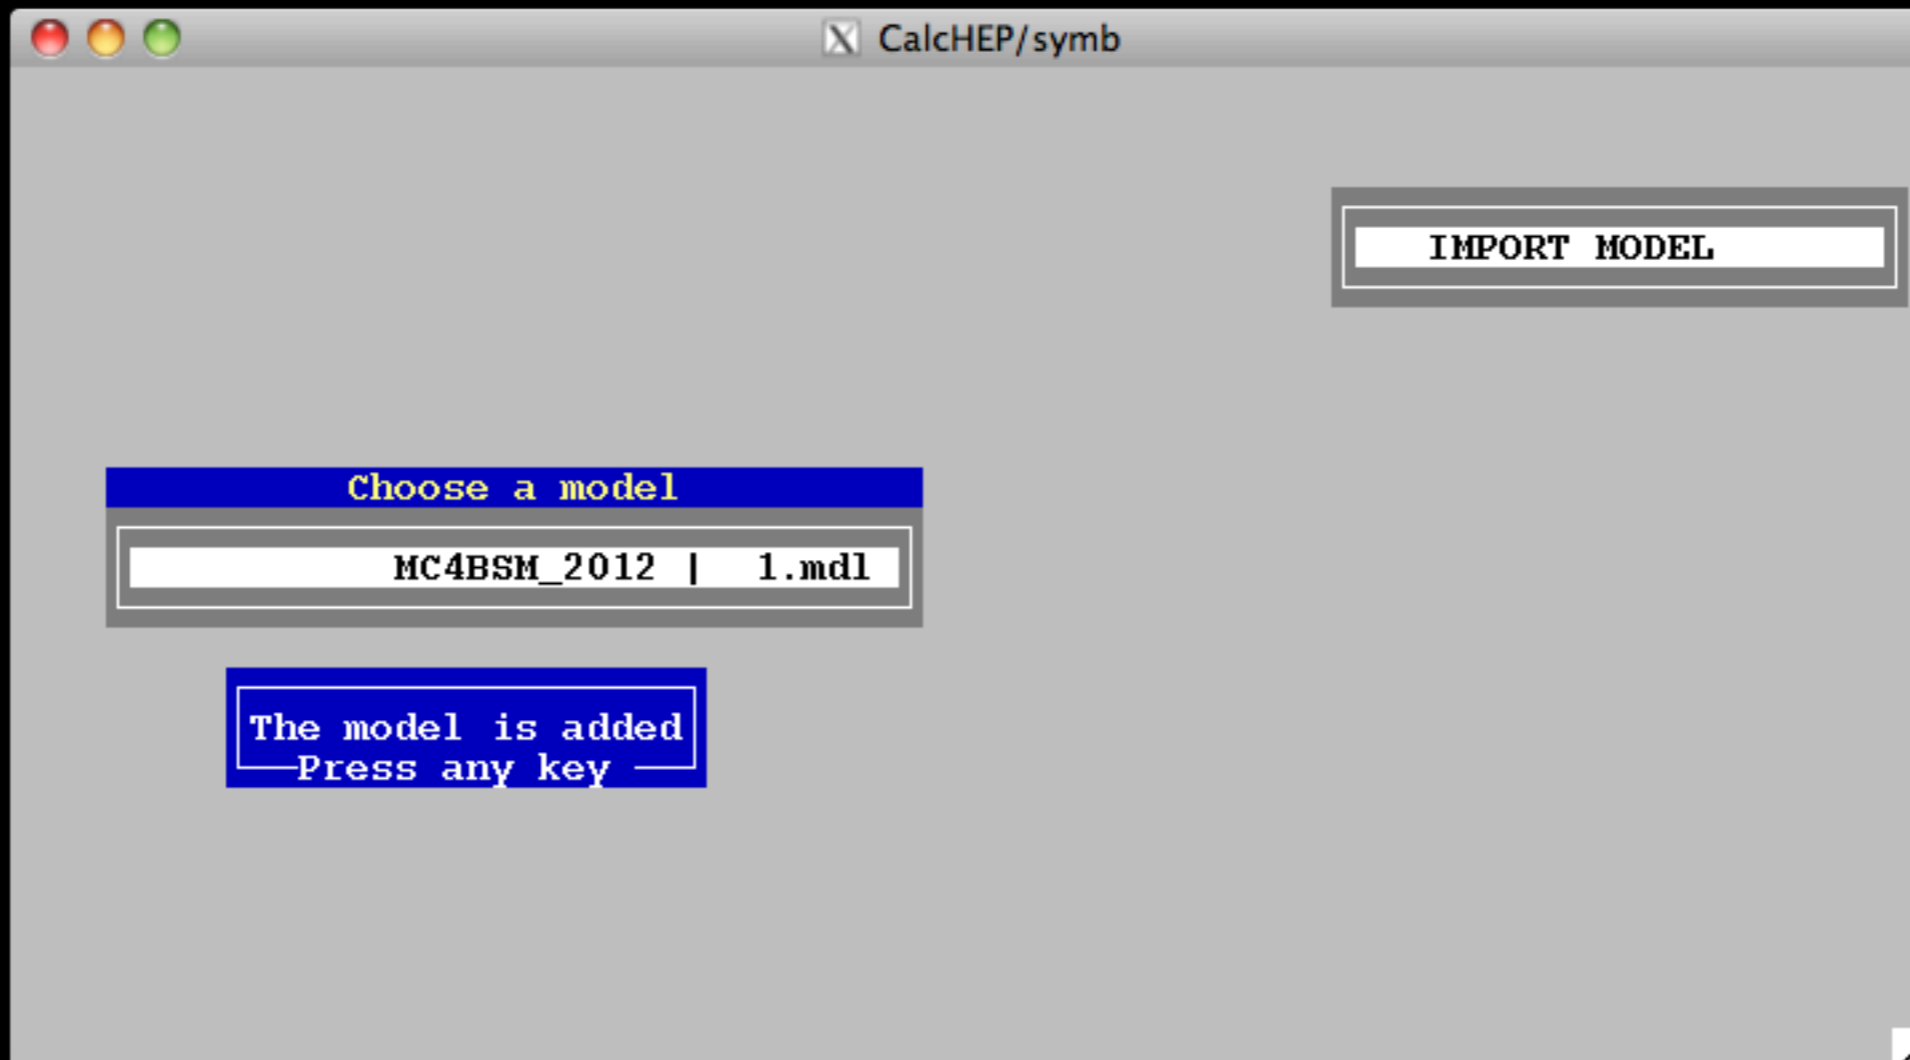 CalcHEP/symb
IMPORT MODEL
Choose a model
MC4BSM_2012 | 1.mdl
The model is added
Press any key